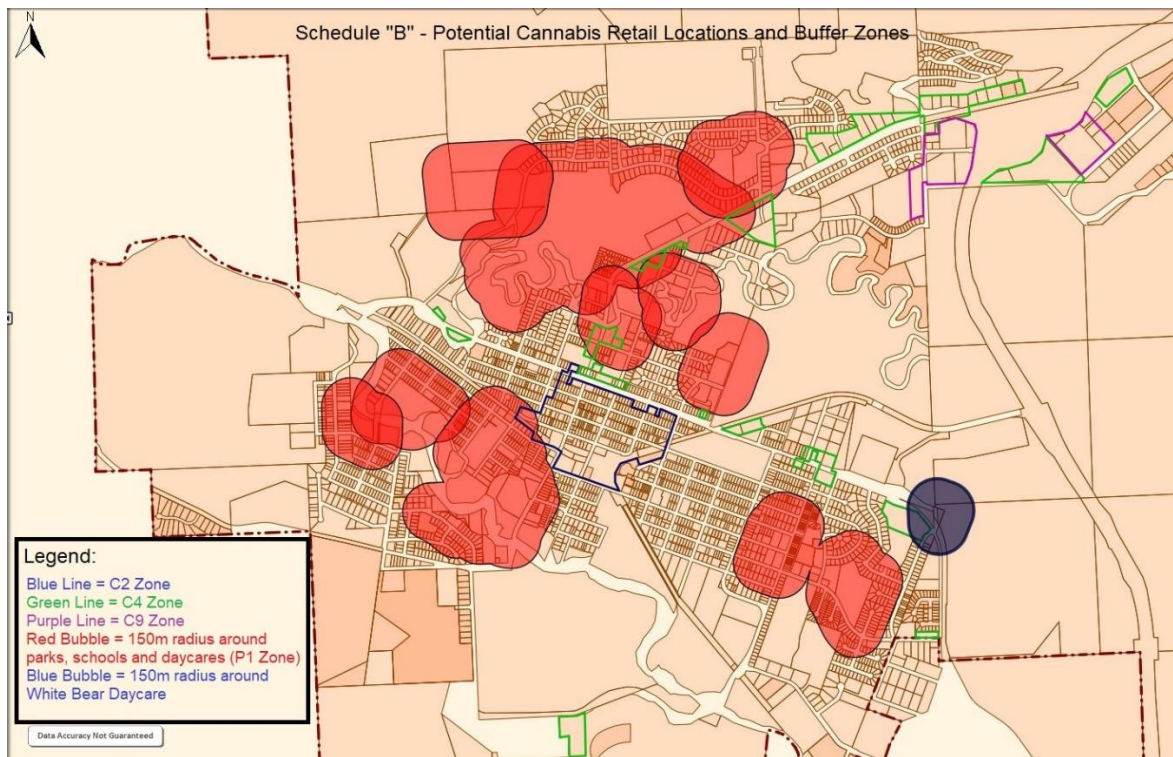 N
Schedule "B" - Potential Cannabis Retail Locations and Buffer Zones
Legend:
Blue Line = C2 Zone
Green Line = C4 Zone
Purple Line = C9 Zone
Red Bubble = 150m radius around
parks, schools and daycares (P1 Zone)
Blue Bubble = 150m radius around
White Bear Daycare
Data Accuracy Not Guaranteed